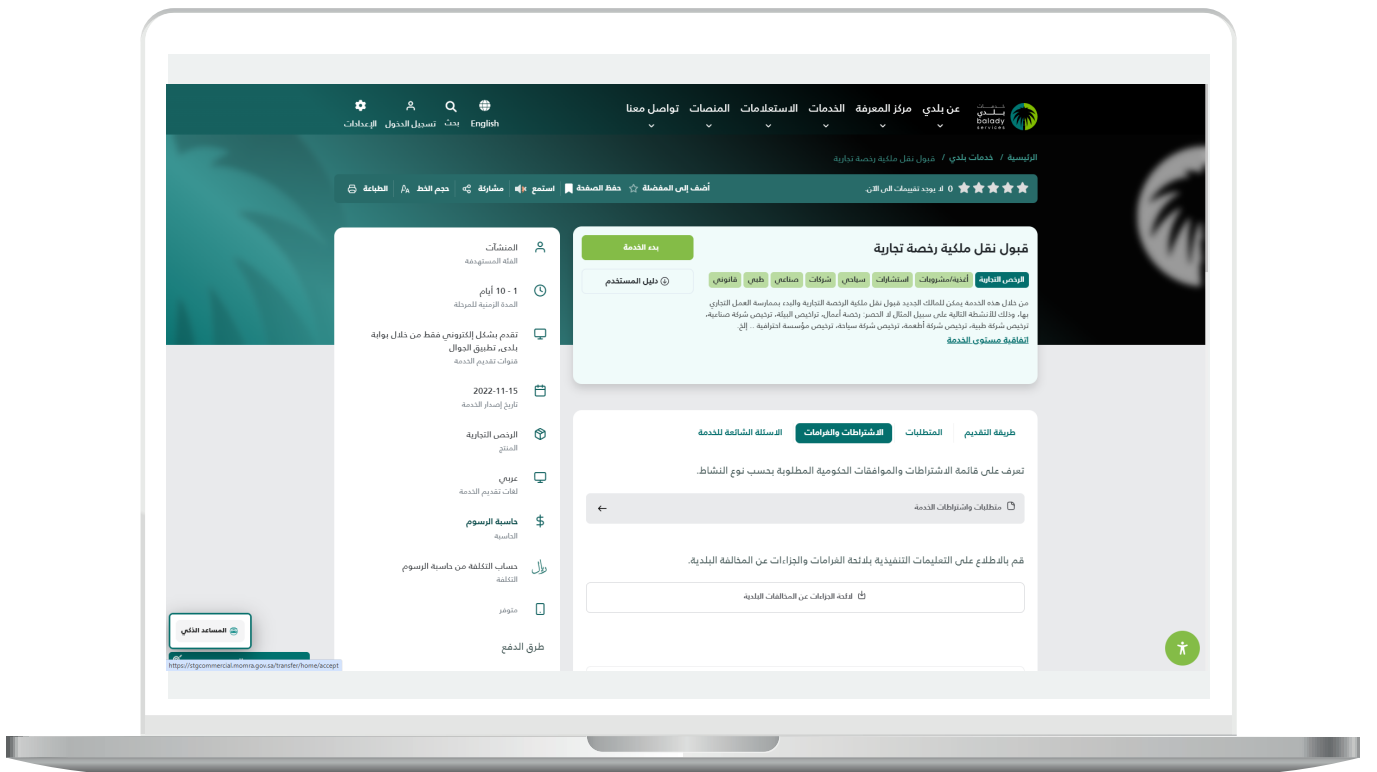 خدمات
بلدي
balady
services
عن بلدي
مركز المعرفة
الخدمات
الاستعلامات
المنصات
تواصل معنا
English
بحث
تسجيل الدخول
الإعدادات
الرئيسية / خدمات بلدي / قبول نقل ملكية رخصة تجارية
0 لا يوجد تقييمات الى الآن.
أضف إلى المفضلة
حفظ الصفحة
استمع
مشاركة
حجم الخط
الطباعة
قبول نقل ملكية رخصة تجارية
بدء الخدمة
دليل المستخدم
الرخص التجارية
أغذية/مشروبات
استشارات
سياحي
شركات
صناعي
طبي
قانوني
من خلال هذه الخدمة يمكن للمالك الجديد قبول نقل ملكية الرخصة التجارية والبدء بممارسة العمل التجاري
بها، وذلك للأنشطة التالية على سبيل المثال لا الحصر: رخصة أعمال، تراخيص البيئة، ترخيص شركة صناعية،
ترخيص شركة طبية، ترخيص شركة أطعمة، ترخيص شركة سياحة، ترخيص مؤسسة احترافية .. إلخ.
اتفاقية مستوى الخدمة
طريقة التقديم
المتطلبات
الاشتراطات والغرامات
الاسئلة الشائعة للخدمة
تعرف على قائمة الاشتراطات والموافقات الحكومية المطلوبة بحسب نوع النشاط.
متطلبات واشتراطات الخدمة
قم بالاطلاع على التعليمات التنفيذية بلائحة الغرامات والجزاءات عن المخالفة البلدية.
لائحة الجزاءات عن المخالفات البلدية
المنشآت
الفئة المستهدفة
1 - 10 أيام
المدة الزمنية للمرحلة
تقدم بشكل إلكتروني فقط من خلال بوابة
بلدي, تطبيق الجوال
قنوات تقديم الخدمة
2022-11-15
تاريخ إصدار الخدمة
الرخص التجارية
المنتج
عربي
لغات تقديم الخدمة
حاسبة الرسوم
الحاسبة
حساب التكلفة من حاسبة الرسوم
التكلفة
متوفر
طرق الدفع
المساعد الذكي
https://stgcommercial.momra.gov.sa/transfer/home/accept